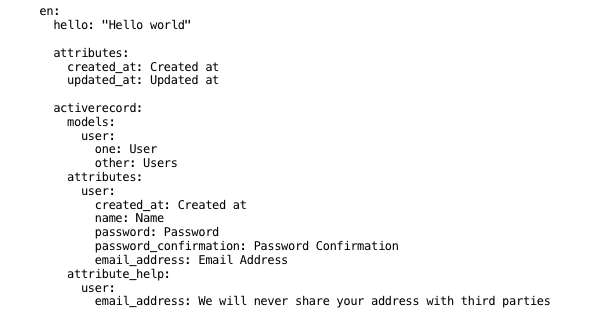 en:
  hello: "Hello world"

  attributes:
    created_at: Created at
    updated_at: Updated at

  activerecord:
    models:
      user:
        one: User
        other: Users
    attributes:
      user:
        created_at: Created at
        name: Name
        password: Password
        password_confirmation: Password Confirmation
        email_address: Email Address
    attribute_help:
      user:
        email_address: We will never share your address with third parties